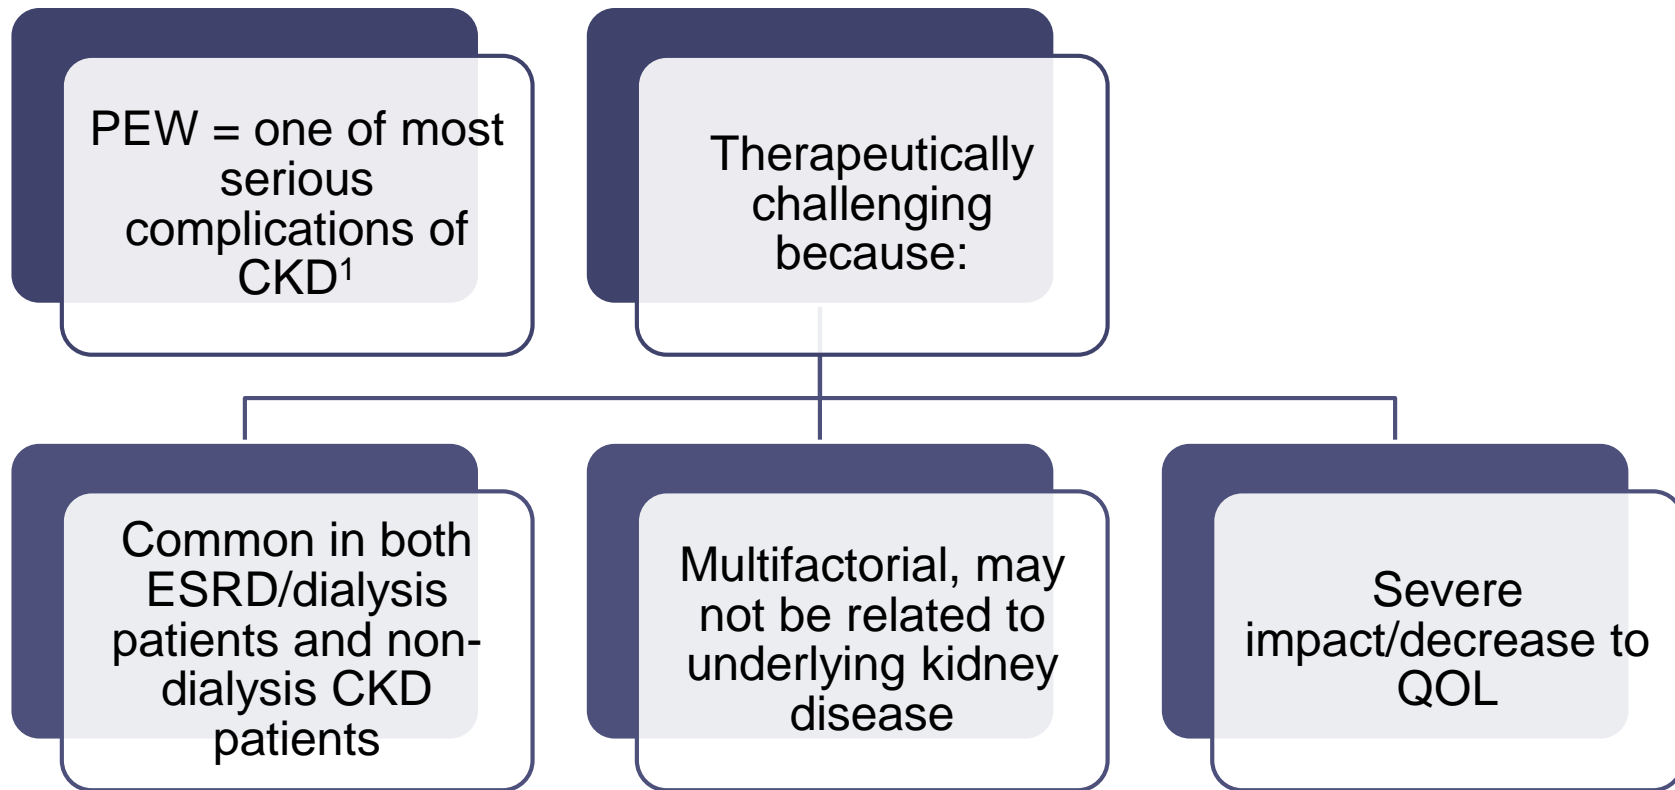 PEW = one of most
serious
complications of
CKD¹
Therapeutically
challenging
because:
Common in both
ESRD/dialysis
patients and non-
dialysis CKD
patients
Multifactorial, may
not be related to
underlying kidney
disease
Severe
impact/decrease to
QOL